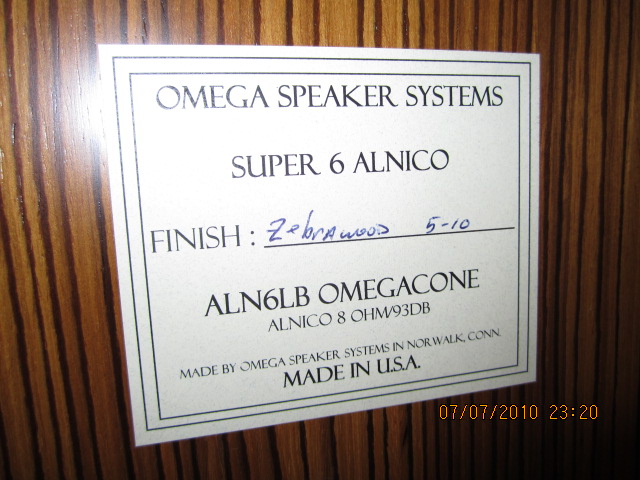 OMEGA SPEAKER SYSTEMS
SUPER 6 ALNICO
FINISH : Zebrawood 5-10
ALN6LB OMEGACONE
ALNICO 8 OHM/93DB
MADE BY OMEGA SPEAKER SYSTEMS IN NORWALK, CONN.
MADE IN U.S.A.
07/07/2010 23:20